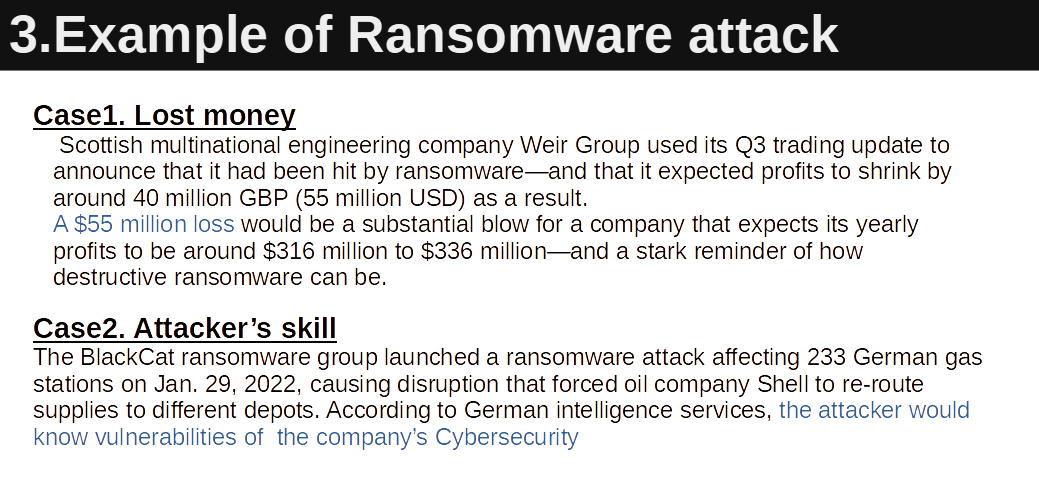 3.Example of Ransomware attack
Case1. Lost money
Scottish multinational engineering company Weir Group used its Q3 trading update to
announce that it had been hit by ransomware—and that it expected profits to shrink by
around 40 million GBP (55 million USD) as a result.
A $55 million loss would be a substantial blow for a company that expects its yearly
profits to be around $316 million to $336 million—and a stark reminder of how
destructive ransomware can be.
Case2. Attacker’s skill
The BlackCat ransomware group launched a ransomware attack affecting 233 German gas
stations on Jan. 29, 2022, causing disruption that forced oil company Shell to re-route
supplies to different depots. According to German intelligence services, the attacker would
know vulnerabilities of  the company’s Cybersecurity